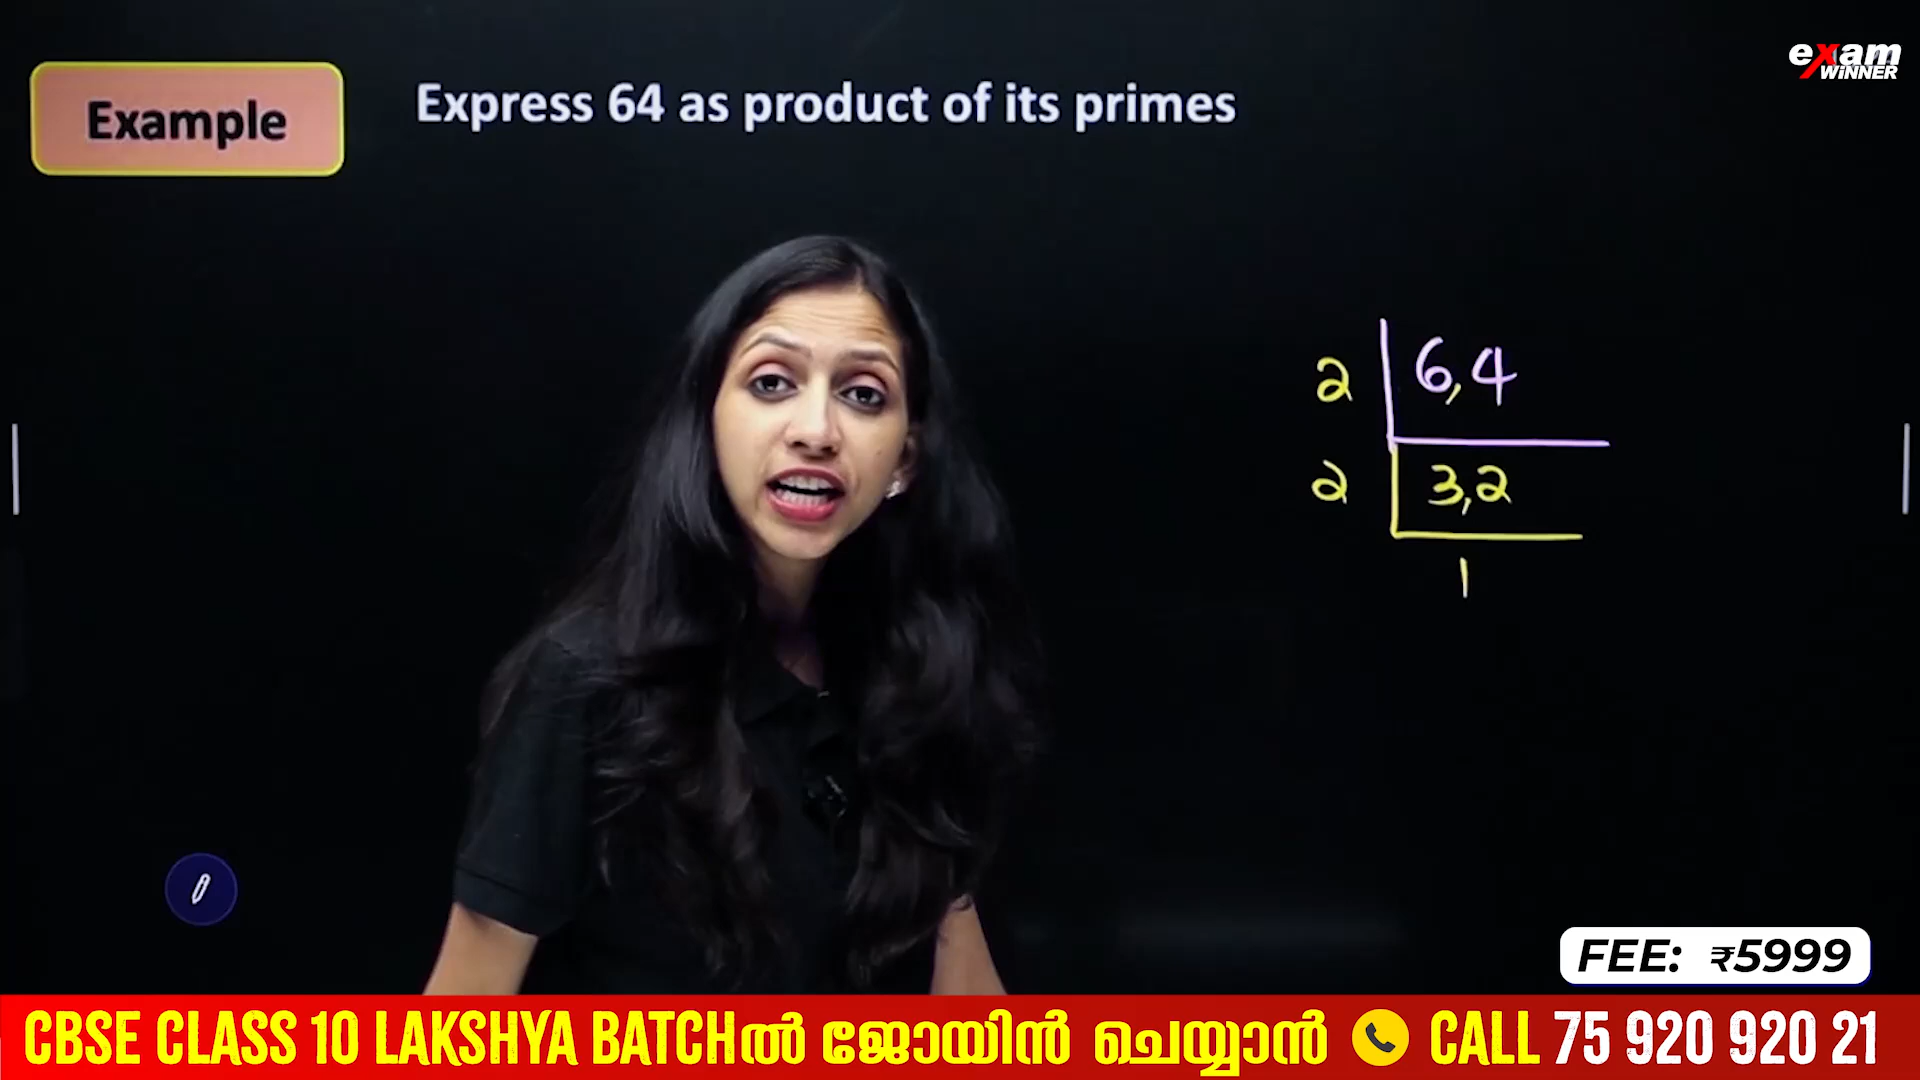 exam
WINNER
Example
Express 64 as product of its primes
2 6,4
2 3,2
1
FEE: ₹5999
CBSE CLASS 10 LAKSHYA BATCHൽ ജോയിൻ ചെയ്യാൻ CALL 75 920 920 21